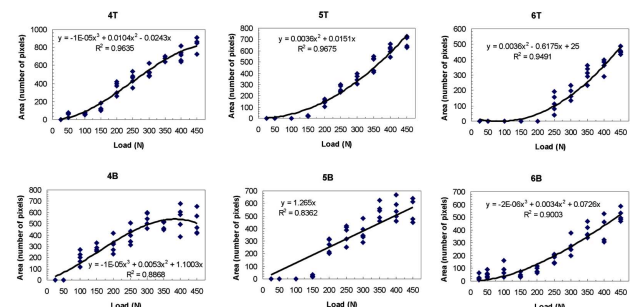 4T
y = -1E-05x³ + 0.0104x² - 0.0243x
R² = 0.9635
Area (number of pixels)
1000
800
600
400
200
0
0 50 100 150 200 250 300 350 400 450
Load (N)
5T
y = 0.0036x² + 0.0151x
R² = 0.9675
Area (number of pixels)
800
700
600
500
400
300
200
100
0
0 50 100 150 200 250 300 350 400 450
Load (N)
6T
y = 0.0036x² - 0.6175x + 25
R² = 0.9491
Area (number of pixels)
600
500
400
300
200
100
0
0 50 100 150 200 250 300 350 400 450
Load (N)
4B
Area (number of pixels)
800
700
600
500
400
300
200
100
0
y = -1E-05x³ + 0.0053x² + 1.1003x
R² = 0.8868
0 50 100 150 200 250 300 350 400 450
Load (N)
5B
y = 1.265x
R² = 0.8362
Area (number of pixels)
700
600
500
400
300
200
100
0
0 50 100 150 200 250 300 350 400 450
Load (N)
6B
y = -2E-06x³ + 0.0034x² + 0.0726x
R² = 0.9003
Area (number of pixels)
700
600
500
400
300
200
100
0
0 50 100 150 200 250 300 350 400 450
Load (N)